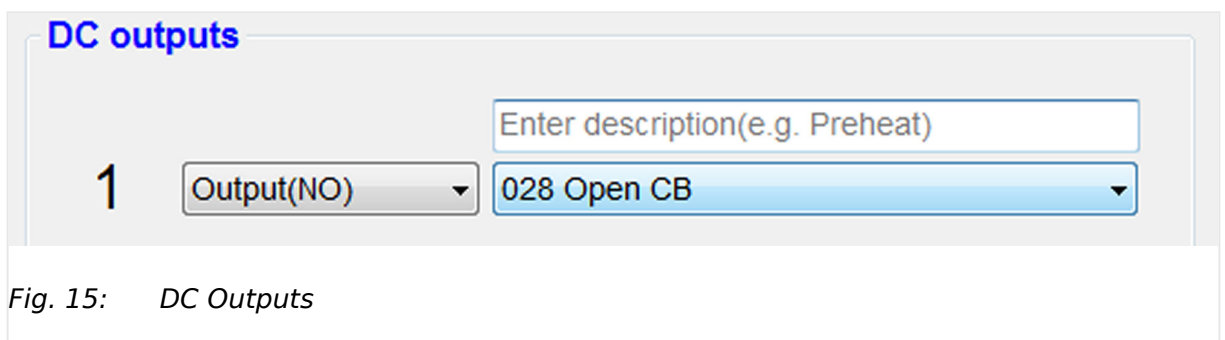 DC outputs
Enter description(e.g. Preheat)
1 Output(NO) 028 Open CB
Fig. 15: DC Outputs